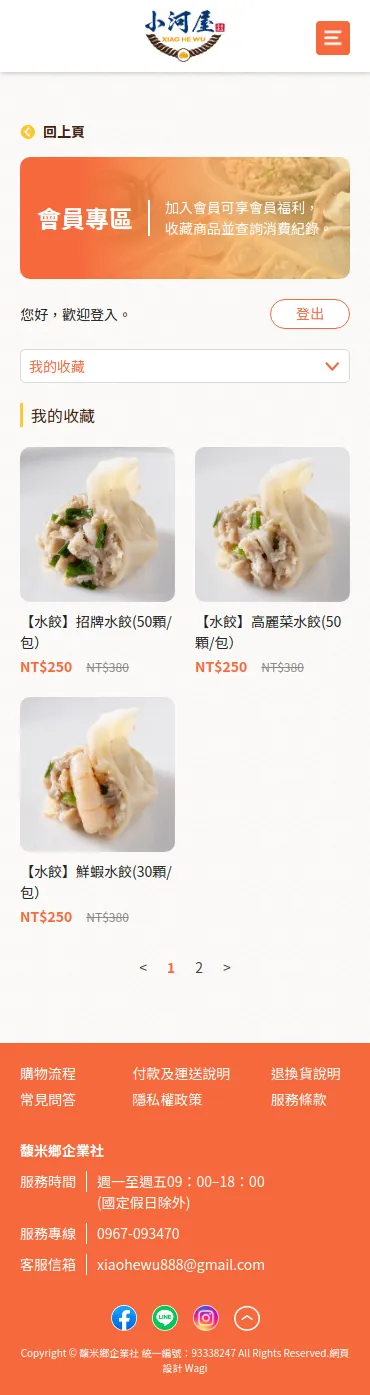 小河屋
XIAO HE WU
回上頁
會員專區
加入會員可享會員福利，
收藏商品並查詢消費紀錄。
您好，歡迎登入。
登出
我的收藏
我的收藏
【水餃】招牌水餃(50顆/
包）
NT$250 NT$380
【水餃】高麗菜水餃(50
顆/包）
NT$250 NT$380
【水餃】鮮蝦水餃(30顆/
包）
NT$250 NT$380
< 1 2 >
購物流程 付款及運送說明 退換貨說明
常見問答 隱私權政策 服務條款
馥米鄉企業社
服務時間 週一至週五09：00–18：00
(國定假日除外)
服務專線 0967-093470
客服信箱 xiaohewu888@gmail.com
LINE
Copyright © 馥米鄉企業社 統一編號：93338247 All Rights Reserved.網頁
設計 Wagi